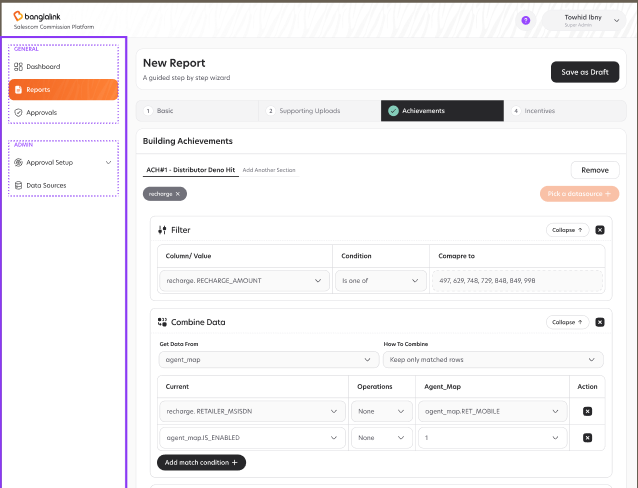 banglalink
Salescom Commission Platform
?
Towhid Ibny
Super Admin
GENERAL
Dashboard
Reports
Approvals
ADMIN
Approval Setup
Data Sources
New Report
A guided step by step wizard
Save as Draft
1 Basic
2 Supporting Uploads
Achievements
4 Incentives
Building Achievements
ACH#1 - Distributor Deno Hit
Add Another Section
Remove
recharge
Pick a datasource
Filter
Collapse
Column/ Value
Condition
Comapre to
recharge. RECHARGE_AMOUNT
Is one of
497, 629, 748, 729, 848, 849, 998
Combine Data
Collapse
Get Data From
How To Combine
agent_map
Keep only matched rows
Current
Operations
Agent_Map
Action
recharge. RETAILER_MSISDN
None
agent_map.RET_MOBILE
agent_map.IS_ENABLED
None
1
Add match condition +